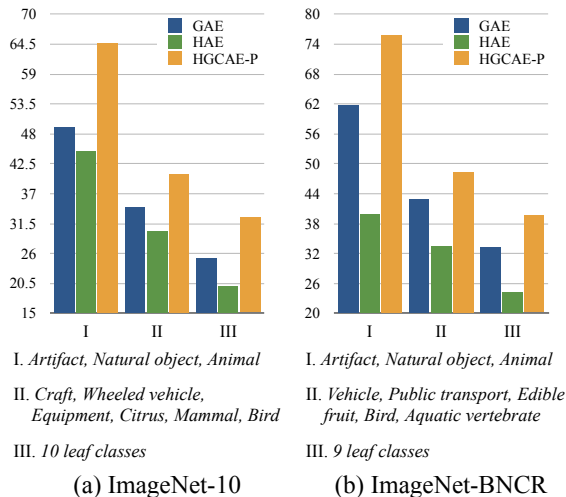 70
64.5
59
53.5
48
42.5
37
31.5
26
20.5
15
GAE
HAE
HGCAE-P
I II III
I. Artifact, Natural object, Animal
II. Craft, Wheeled vehicle,
Equipment, Citrus, Mammal, Bird
III. 10 leaf classes
(a) ImageNet-10
80
74
68
62
56
50
44
38
32
26
20
GAE
HAE
HGCAE-P
I II III
I. Artifact, Natural object, Animal
II. Vehicle, Public transport, Edible
fruit, Bird, Aquatic vertebrate
III. 9 leaf classes
(b) ImageNet-BNCR